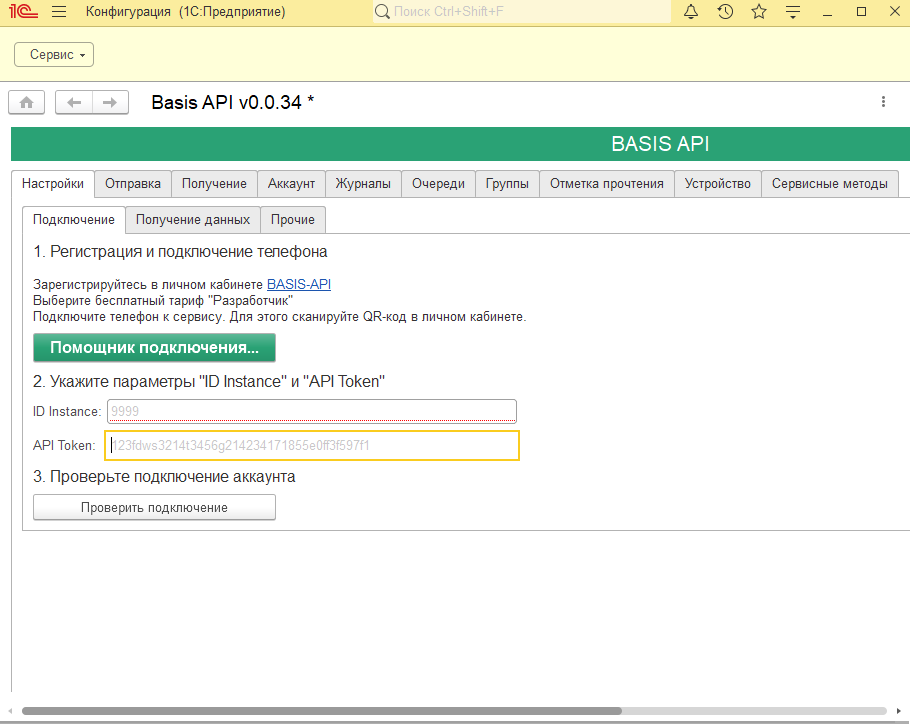 1С Конфигурация (1С:Предприятие) Поиск Ctrl+Shift+F
Сервис
Basis API v0.0.34 *
BASIS API
Настройки Отправка Получение Аккаунт Журналы Очереди Группы Отметка прочтения Устройство Сервисные методы
Подключение Получение данных Прочие
1. Регистрация и подключение телефона
Зарегистрируйтесь в личном кабинете BASIS-API
Выберите бесплатный тариф "Разработчик"
Подключите телефон к сервису. Для этого сканируйте QR-код в личном кабинете.
Помощник подключения...
2. Укажите параметры "ID Instance" и "API Token"
ID Instance: 9999
API Token: 123fdws3214t3456g214234171855e0ff3f597f1
3. Проверьте подключение аккаунта
Проверить подключение